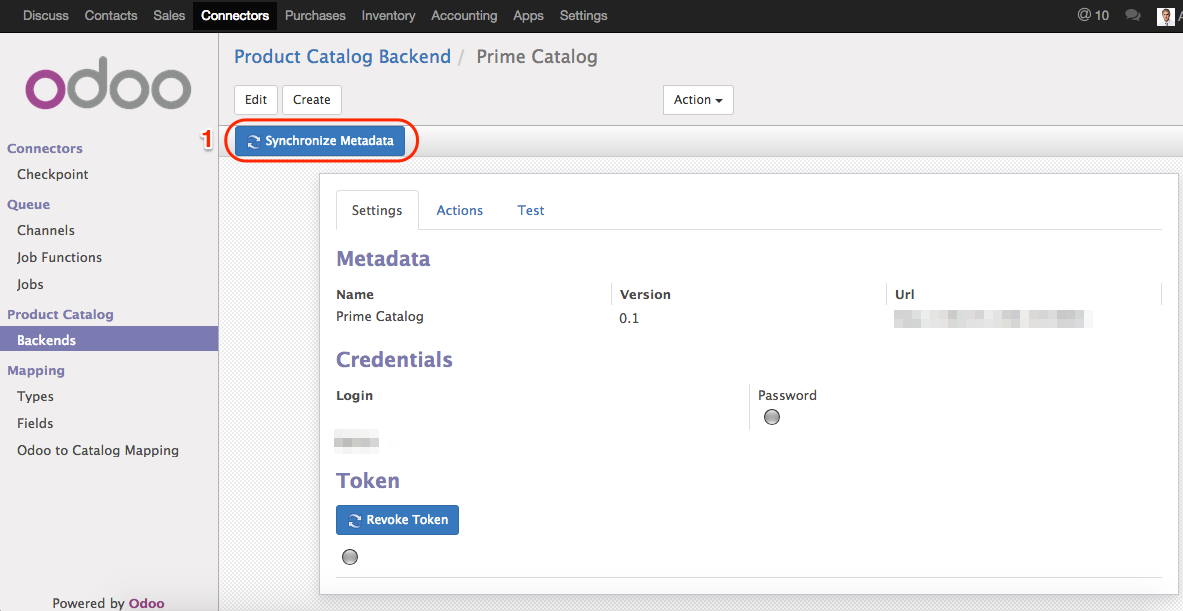 Discuss Contacts Sales Connectors Purchases Inventory Accounting Apps Settings @ 10 A
odoo
Product Catalog Backend / Prime Catalog
Edit Create Action
1 Synchronize Metadata
Connectors
Checkpoint
Queue
Channels
Job Functions
Jobs
Product Catalog
Backends
Mapping
Types
Fields
Odoo to Catalog Mapping
Powered by Odoo
Settings Actions Test
Metadata
Name Version Url
Prime Catalog 0.1
Credentials
Login Password
Token
Revoke Token